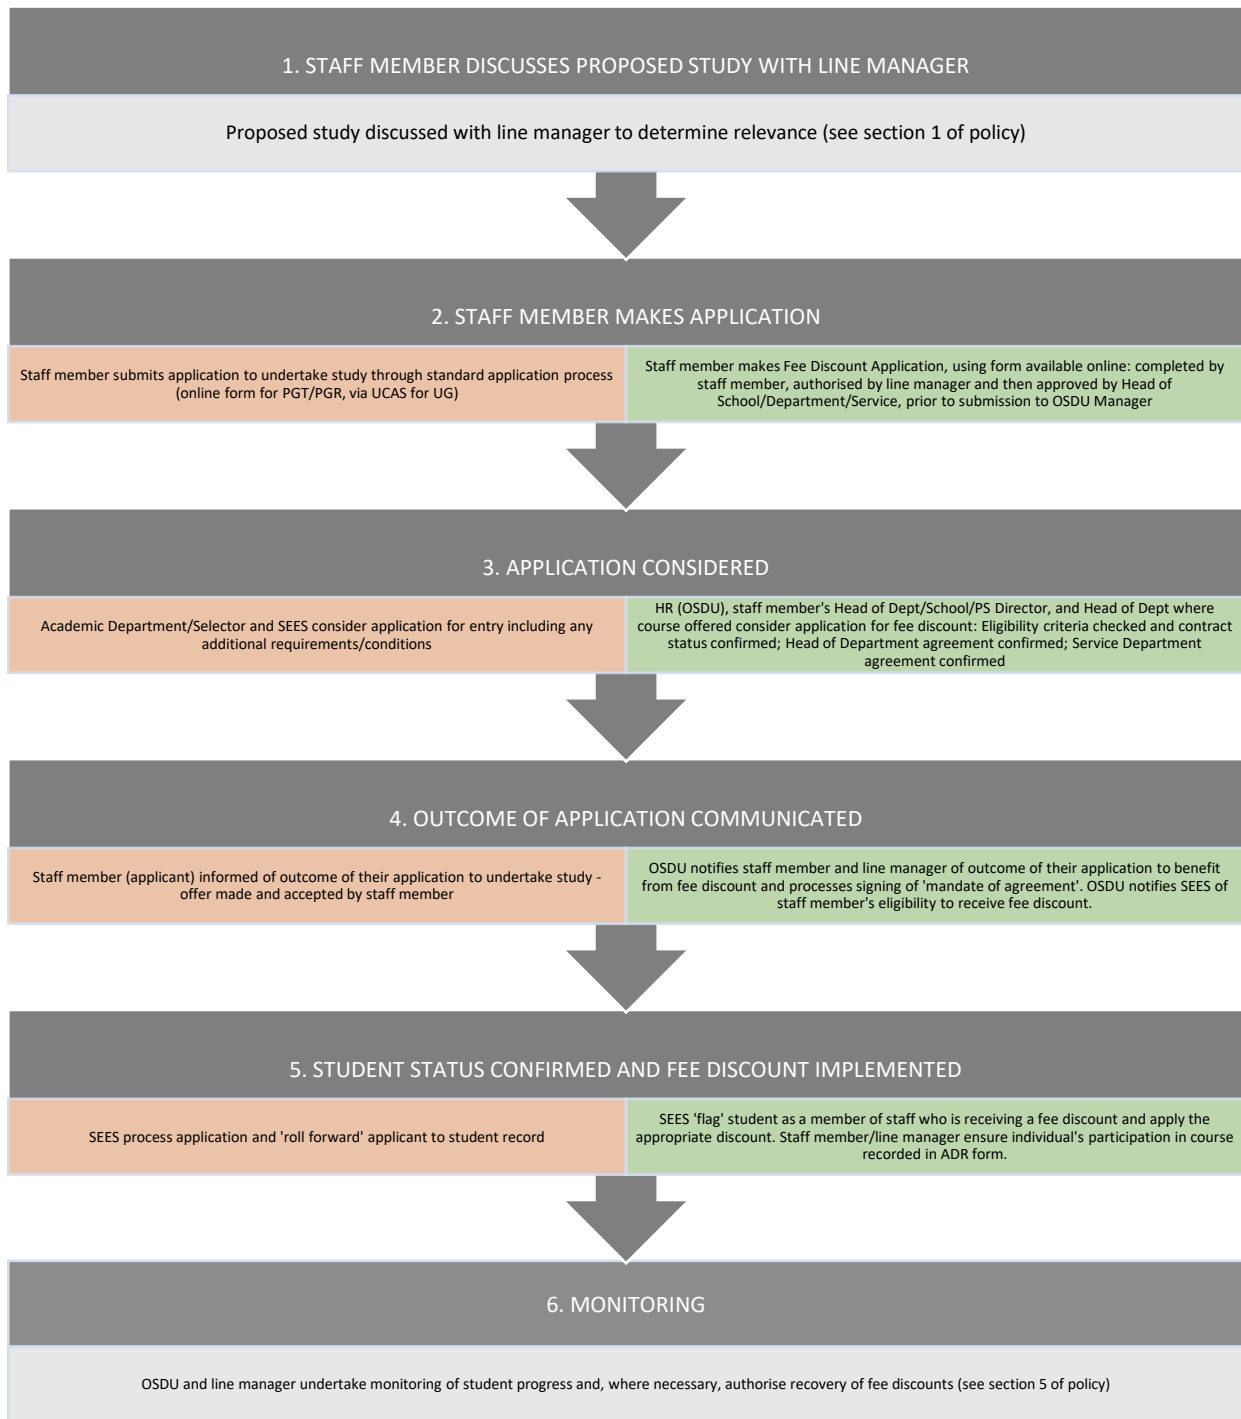 1. STAFF MEMBER DISCUSSES PROPOSED STUDY WITH LINE MANAGER
Proposed study discussed with line manager to determine relevance (see section 1 of policy)
2. STAFF MEMBER MAKES APPLICATION
Staff member submits application to undertake study through standard application process
(online form for PGT/PGR, via UCAS for UG)
Staff member makes Fee Discount Application, using form available online: completed by
staff member, authorised by line manager and then approved by Head of
School/Department/Service, prior to submission to OSDU Manager
3. APPLICATION CONSIDERED
Academic Department/Selector and SEES consider application for entry including any
additional requirements/conditions
HR (OSDU), staff member's Head of Dept/School/PS Director, and Head of Dept where
course offered consider application for fee discount: Eligibility criteria checked and contract
status confirmed; Head of Department agreement confirmed; Service Department
agreement confirmed
4. OUTCOME OF APPLICATION COMMUNICATED
Staff member (applicant) informed of outcome of their application to undertake study -
offer made and accepted by staff member
OSDU notifies staff member and line manager of outcome of their application to benefit
from fee discount and processes signing of 'mandate of agreement'. OSDU notifies SEES of
staff member's eligibility to receive fee discount.
5. STUDENT STATUS CONFIRMED AND FEE DISCOUNT IMPLEMENTED
SEES process application and 'roll forward' applicant to student record
SEES 'flag' student as a member of staff who is receiving a fee discount and apply the
appropriate discount. Staff member/line manager ensure individual's participation in course
recorded in ADR form.
6. MONITORING
OSDU and line manager undertake monitoring of student progress and, where necessary, authorise recovery of fee discounts (see section 5 of policy)